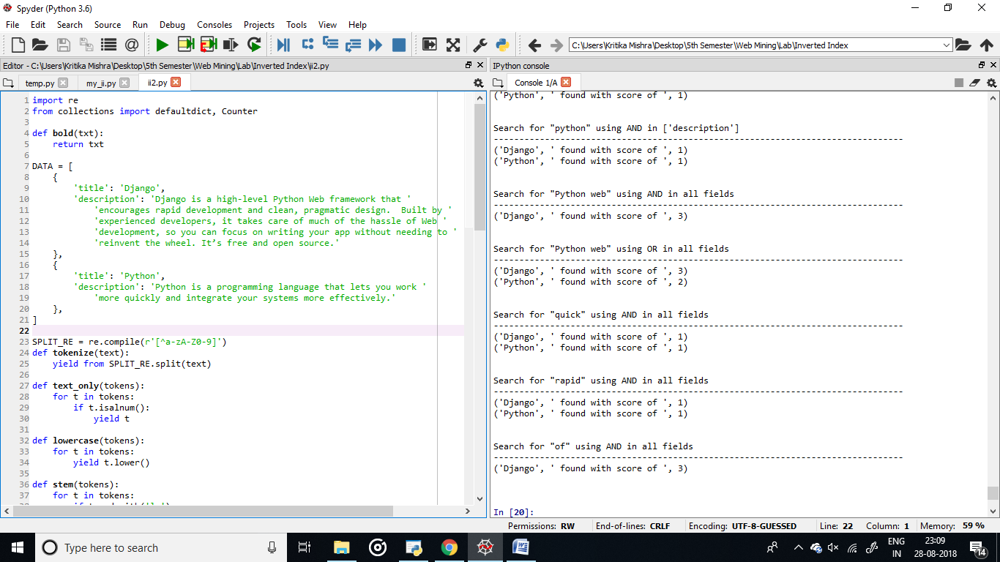 Spyder (Python 3.6)
File Edit Search Source Run Debug Consoles Projects Tools View Help
C:\Users\Kritika Mishra\Desktop\5th Semester\Web Mining\Lab\Inverted Index
Editor - C:\Users\Kritika Mishra\Desktop\5th Semester\Web Mining\Lab\Inverted Index\ii2.py
temp.py my_ii.py ii2.py
1 import re
2 from collections import defaultdict, Counter
3
4 def bold(txt):
5     return txt
6
7 DATA = [
8     {
9         'title': 'Django',
10         'description': 'Django is a high-level Python Web framework that '
11             'encourages rapid development and clean, pragmatic design.  Built by '
12             'experienced developers, it takes care of much of the hassle of Web '
13             'development, so you can focus on writing your app without needing to '
14             'reinvent the wheel. It’s free and open source.'
15     },
16     {
17         'title': 'Python',
18         'description': 'Python is a programming language that lets you work '
19             'more quickly and integrate your systems more effectively.'
20     },
21 ]
22
23 SPLIT_RE = re.compile(r'[^a-zA-Z0-9]')
24 def tokenize(text):
25     yield from SPLIT_RE.split(text)
26
27 def text_only(tokens):
28     for t in tokens:
29         if t.isalnum():
30             yield t
31
32 def lowercase(tokens):
33     for t in tokens:
34         yield t.lower()
35
36 def stem(tokens):
37     for t in tokens:
IPython console
Console 1/A
('Python', ' found with score of ', 1)
Search for "python" using AND in ['description']
--------------------------------------------------------------------------------
('Django', ' found with score of ', 1)
('Python', ' found with score of ', 1)
Search for "Python web" using AND in all fields
--------------------------------------------------------------------------------
('Django', ' found with score of ', 3)
Search for "Python web" using OR in all fields
--------------------------------------------------------------------------------
('Django', ' found with score of ', 3)
('Python', ' found with score of ', 2)
Search for "quick" using AND in all fields
--------------------------------------------------------------------------------
('Django', ' found with score of ', 1)
('Python', ' found with score of ', 1)
Search for "rapid" using AND in all fields
--------------------------------------------------------------------------------
('Django', ' found with score of ', 1)
('Python', ' found with score of ', 1)
Search for "of" using AND in all fields
--------------------------------------------------------------------------------
('Django', ' found with score of ', 3)
In [20]:
Permissions: RW End-of-lines: CRLF Encoding: UTF-8-GUESSED Line: 22 Column: 1 Memory: 59 %
Type here to search
ENG
IN
23:09
28-08-2018
14